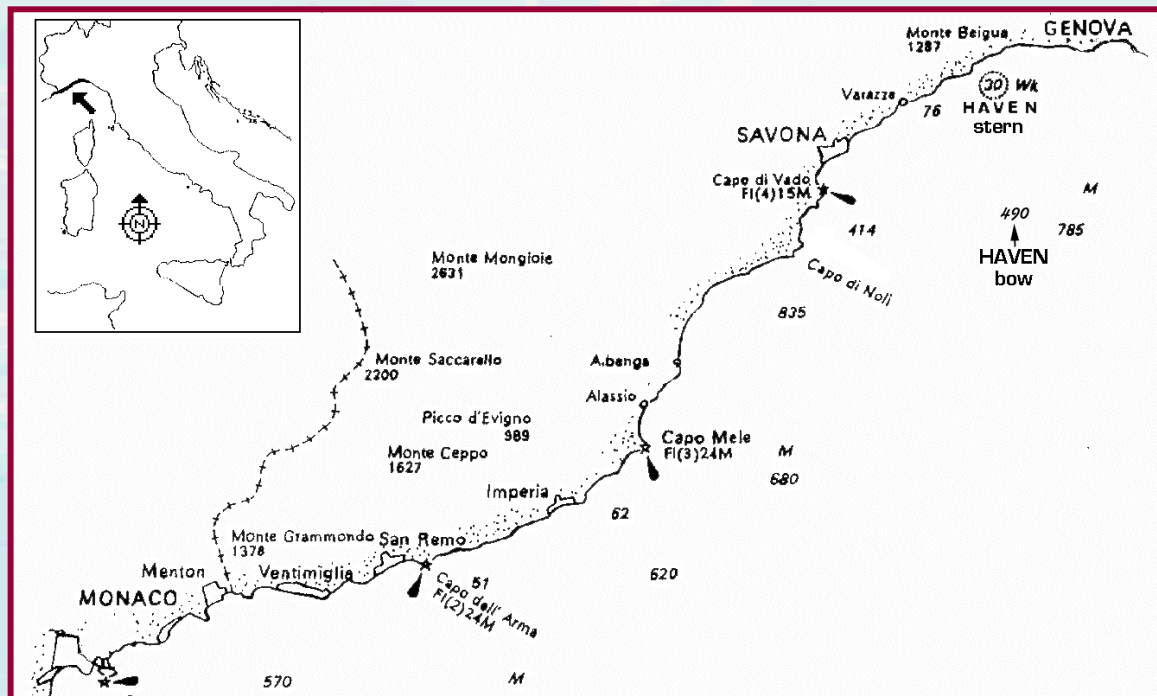 Monte Beigua
1287
GENOVA
30 Wk
HAVEN
stern
Varazze
76
SAVONA
Capo di Vado
Fl(4)15M
M
490
785
414
HAVEN
bow
Capo di Noli
835
N
Monte Mongioie
2631
Monte Saccarello
2200
Albenga
Alassio
Picco d'Evigno
989
Monte Ceppo
1627
Capo Mele
Fl(3)24M
M
680
Imperia
62
Monte Grammondo
1378
San Remo
Menton
Ventimiglia
MONACO
51
Capo dell'Arma
Fl(2)24M
620
570
M